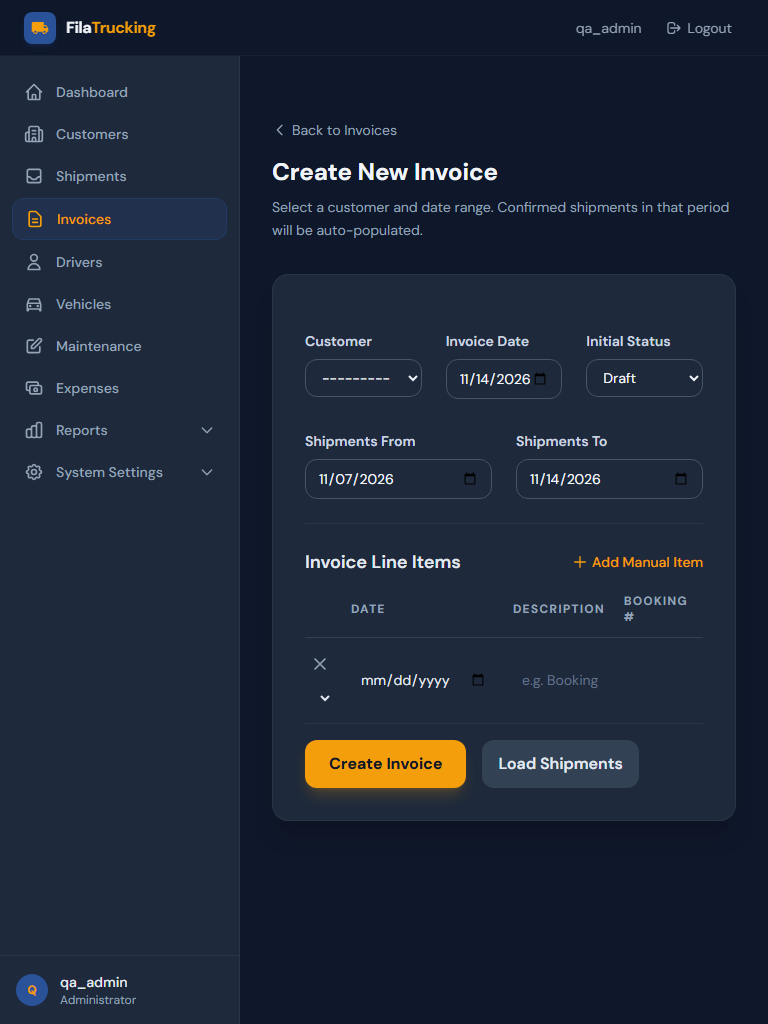 FilaTrucking
qa_admin
Logout
Dashboard
Customers
Shipments
Invoices
Drivers
Vehicles
Maintenance
Expenses
Reports
System Settings
Back to Invoices
Create New Invoice
Select a customer and date range. Confirmed shipments in that period
will be auto-populated.
Customer
Invoice Date
Initial Status
---------
11/14/2026
Draft
Shipments From
Shipments To
11/07/2026
11/14/2026
Invoice Line Items
Add Manual Item
DATE
DESCRIPTION
BOOKING
#
mm/dd/yyyy
e.g. Booking
Create Invoice
Load Shipments
Q
qa_admin
Administrator